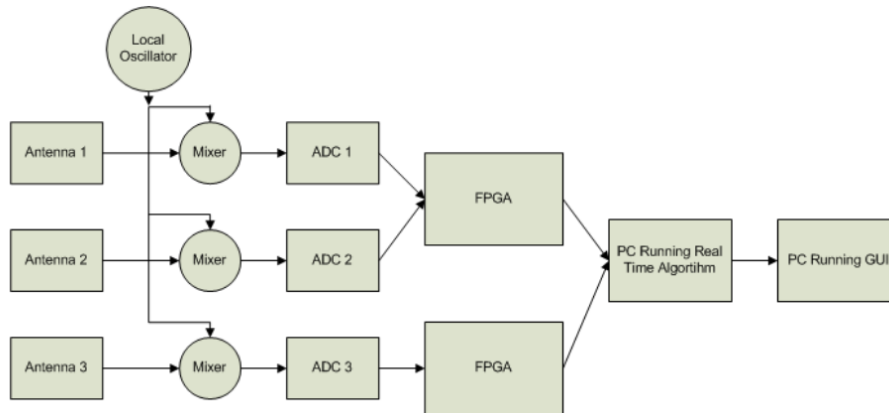 Local
Oscillator
Antenna 1
Mixer
ADC 1
FPGA
Antenna 2
Mixer
ADC 2
PC Running Real
Time Algortihm
PC Running GUI
Antenna 3
Mixer
ADC 3
FPGA